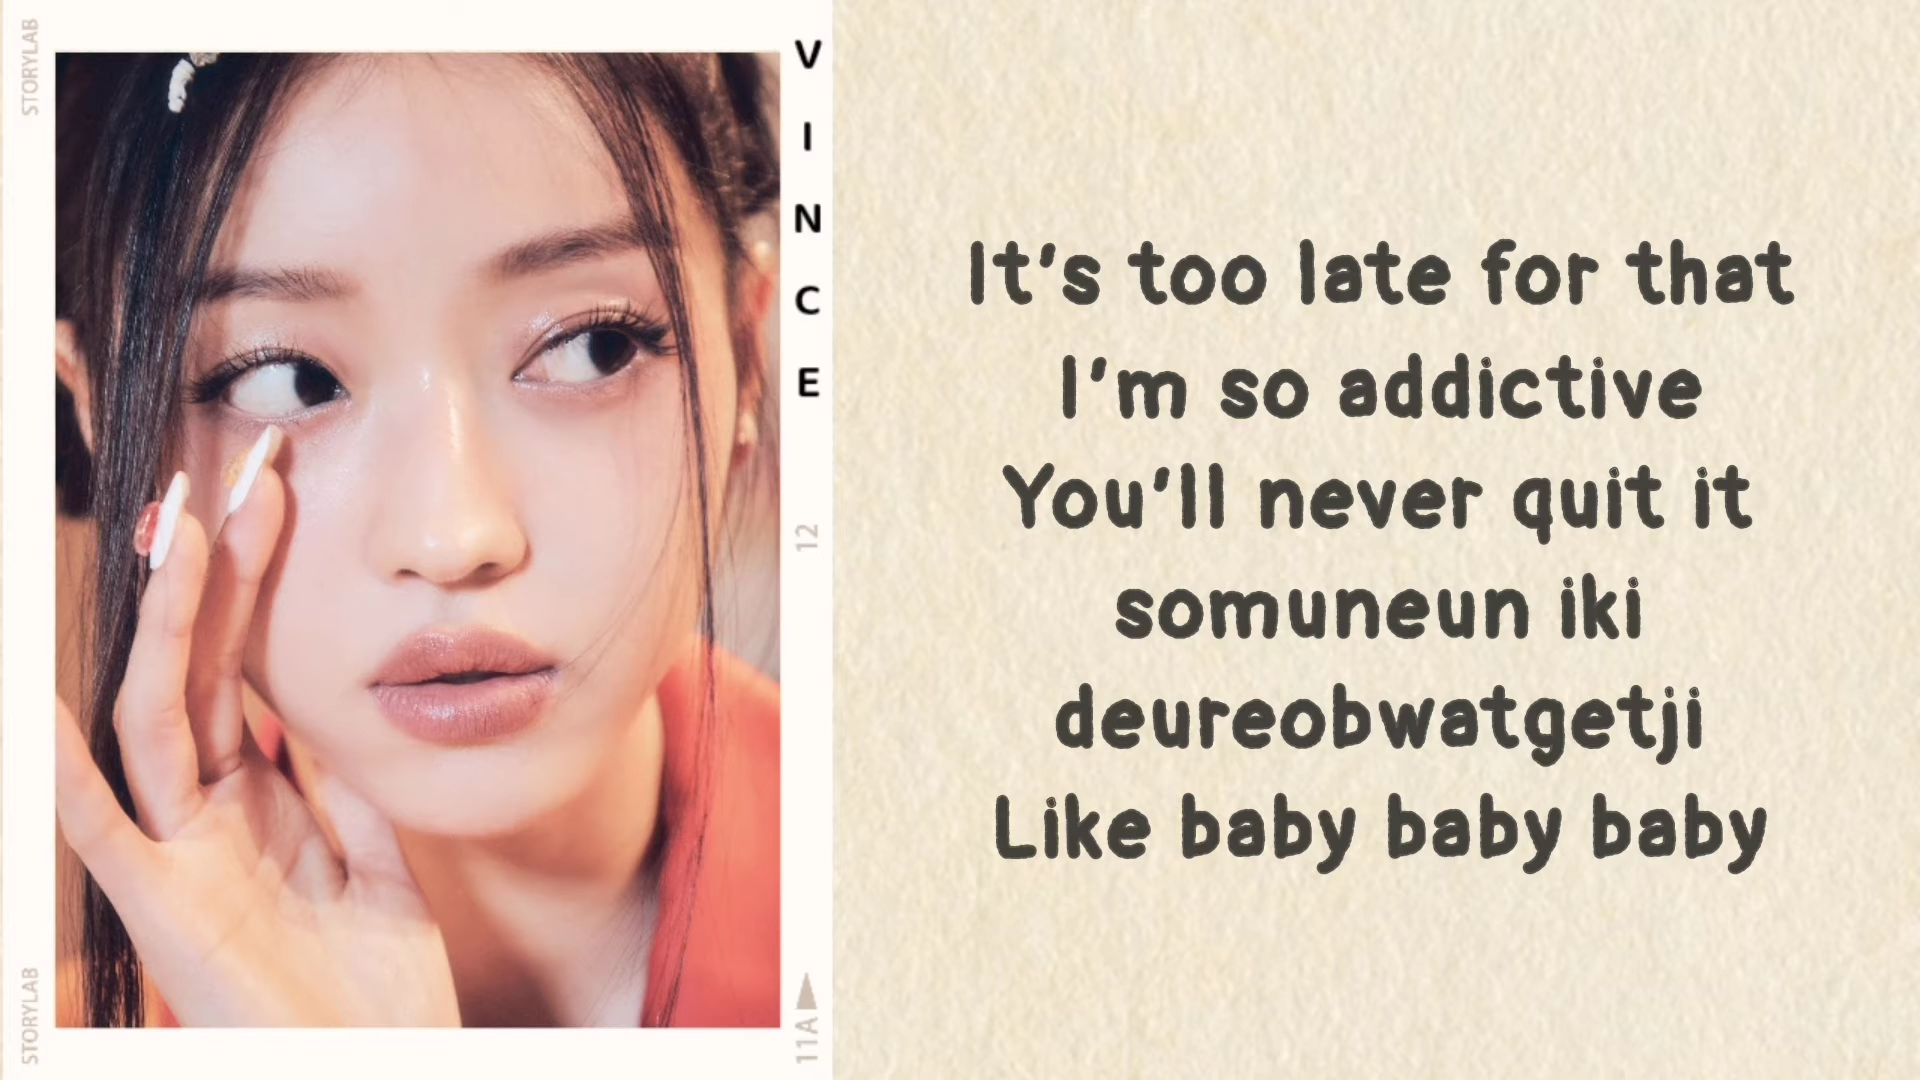 STORYLAB
STORYLAB
VINCE
12
11A
It's too late for that
I'm so addictive
You'll never quit it
somuneun iki
deureobwatgetji
Like baby baby baby